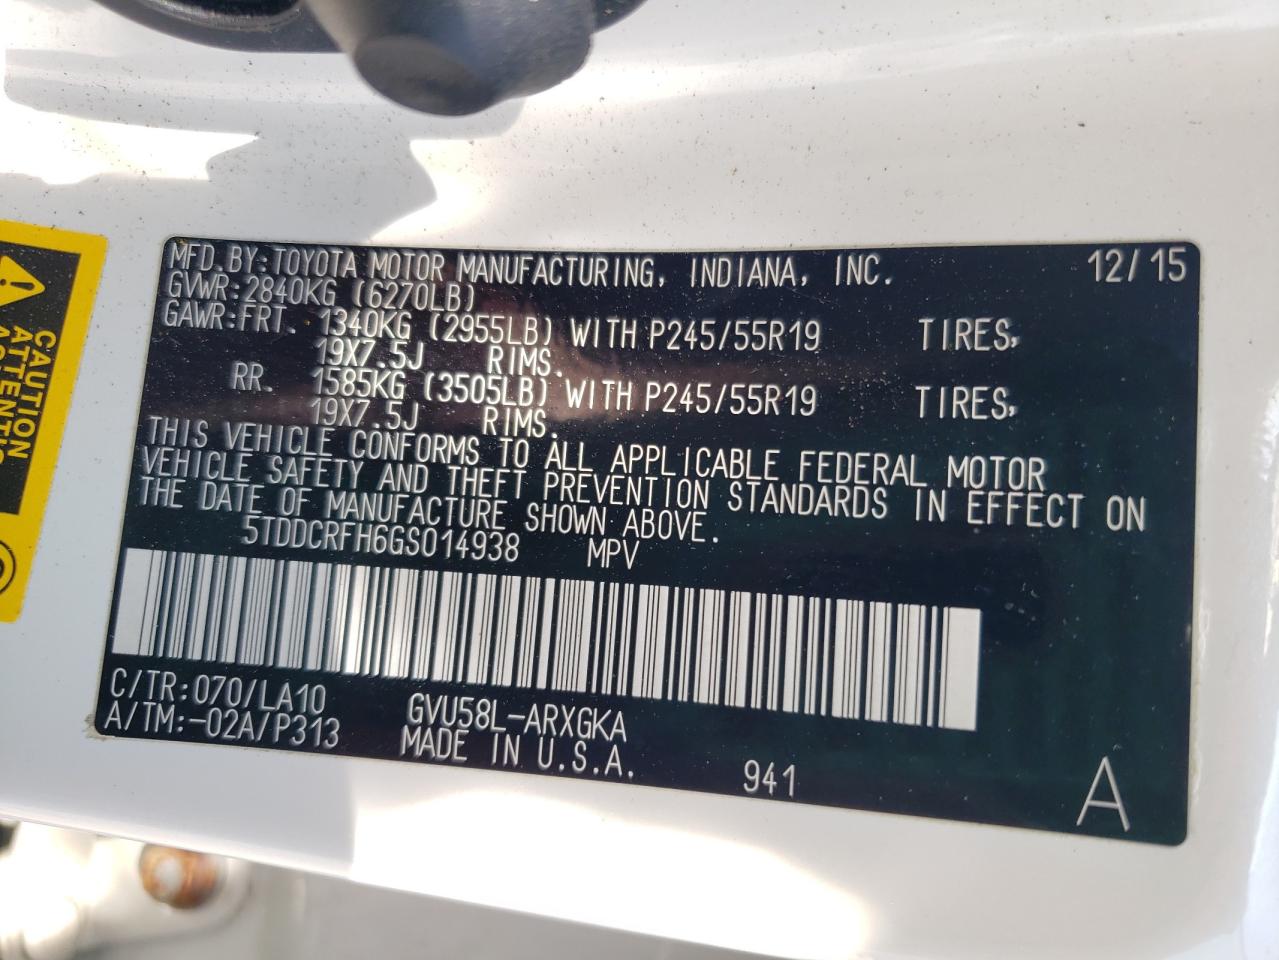 MFD.BY:TOYOTA MOTOR MANUFACTURING, INDIANA, INC. 12/15
GVWR:2840KG (6270LB)
GAWR:FRT. 1340KG (2955LB) WITH P245/55R19 TIRES,
19X7.5J RIMS.
RR. 1585KG (3505LB) WITH P245/55R19 TIRES,
19X7.5J RIMS.
THIS VEHICLE CONFORMS TO ALL APPLICABLE FEDERAL MOTOR
VEHICLE SAFETY AND THEFT PREVENTION STANDARDS IN EFFECT ON
THE DATE OF MANUFACTURE SHOWN ABOVE.
5TDDCRFH6GS014938 MPV
C/TR:070/LA10 GVU58L-ARXGKA
A/TM:-02A/P313 MADE IN U.S.A. 941 A
CAUTION